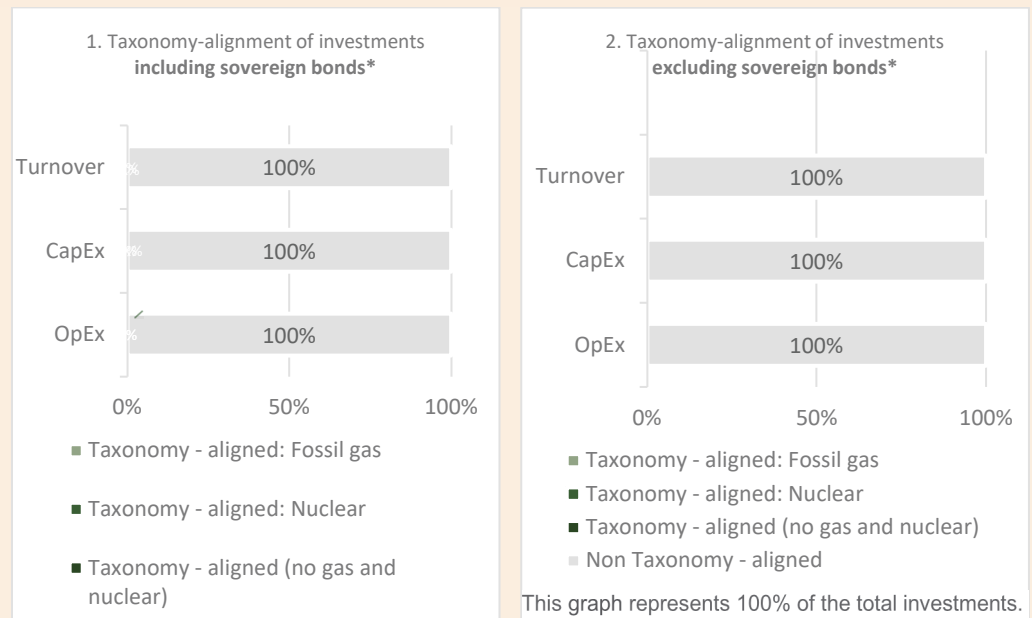 1. Taxonomy-alignment of investments
including sovereign bonds*
Turnover
%
100%
CapEx
%
100%
OpEx
%
100%
0%
50%
100%
Taxonomy - aligned: Fossil gas
Taxonomy - aligned: Nuclear
Taxonomy - aligned (no gas and
nuclear)
2. Taxonomy-alignment of investments
excluding sovereign bonds*
Turnover
100%
CapEx
100%
OpEx
100%
0%
50%
100%
Taxonomy - aligned: Fossil gas
Taxonomy - aligned: Nuclear
Taxonomy - aligned (no gas and nuclear)
Non Taxonomy - aligned
This graph represents 100% of the total investments.